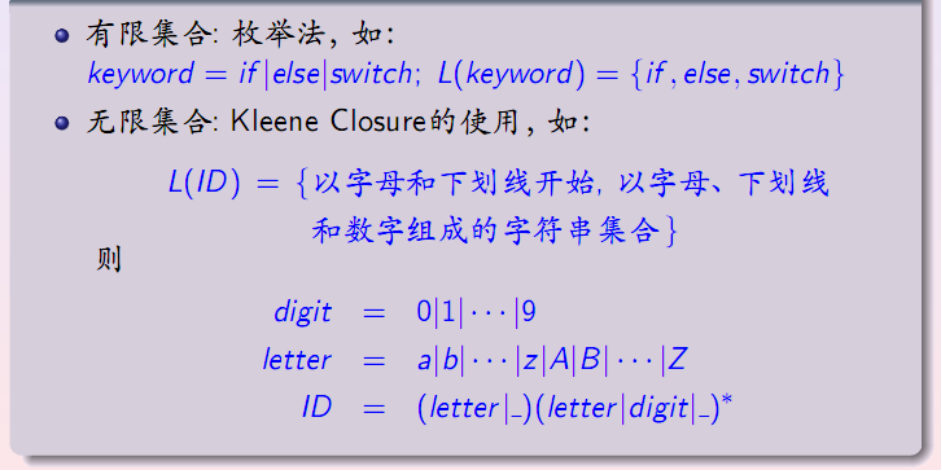 有限集合: 枚举法, 如:
keyword = if|else|switch; L(keyword) = {if, else, switch}
无限集合: Kleene Closure的使用, 如:
L(ID) = {以字母和下划线开始, 以字母、下划线
和数字组成的字符串集合}
则
digit = 0|1|···|9
letter = a|b|···|z|A|B|···|Z
ID = (letter|_)(letter|digit|_)*